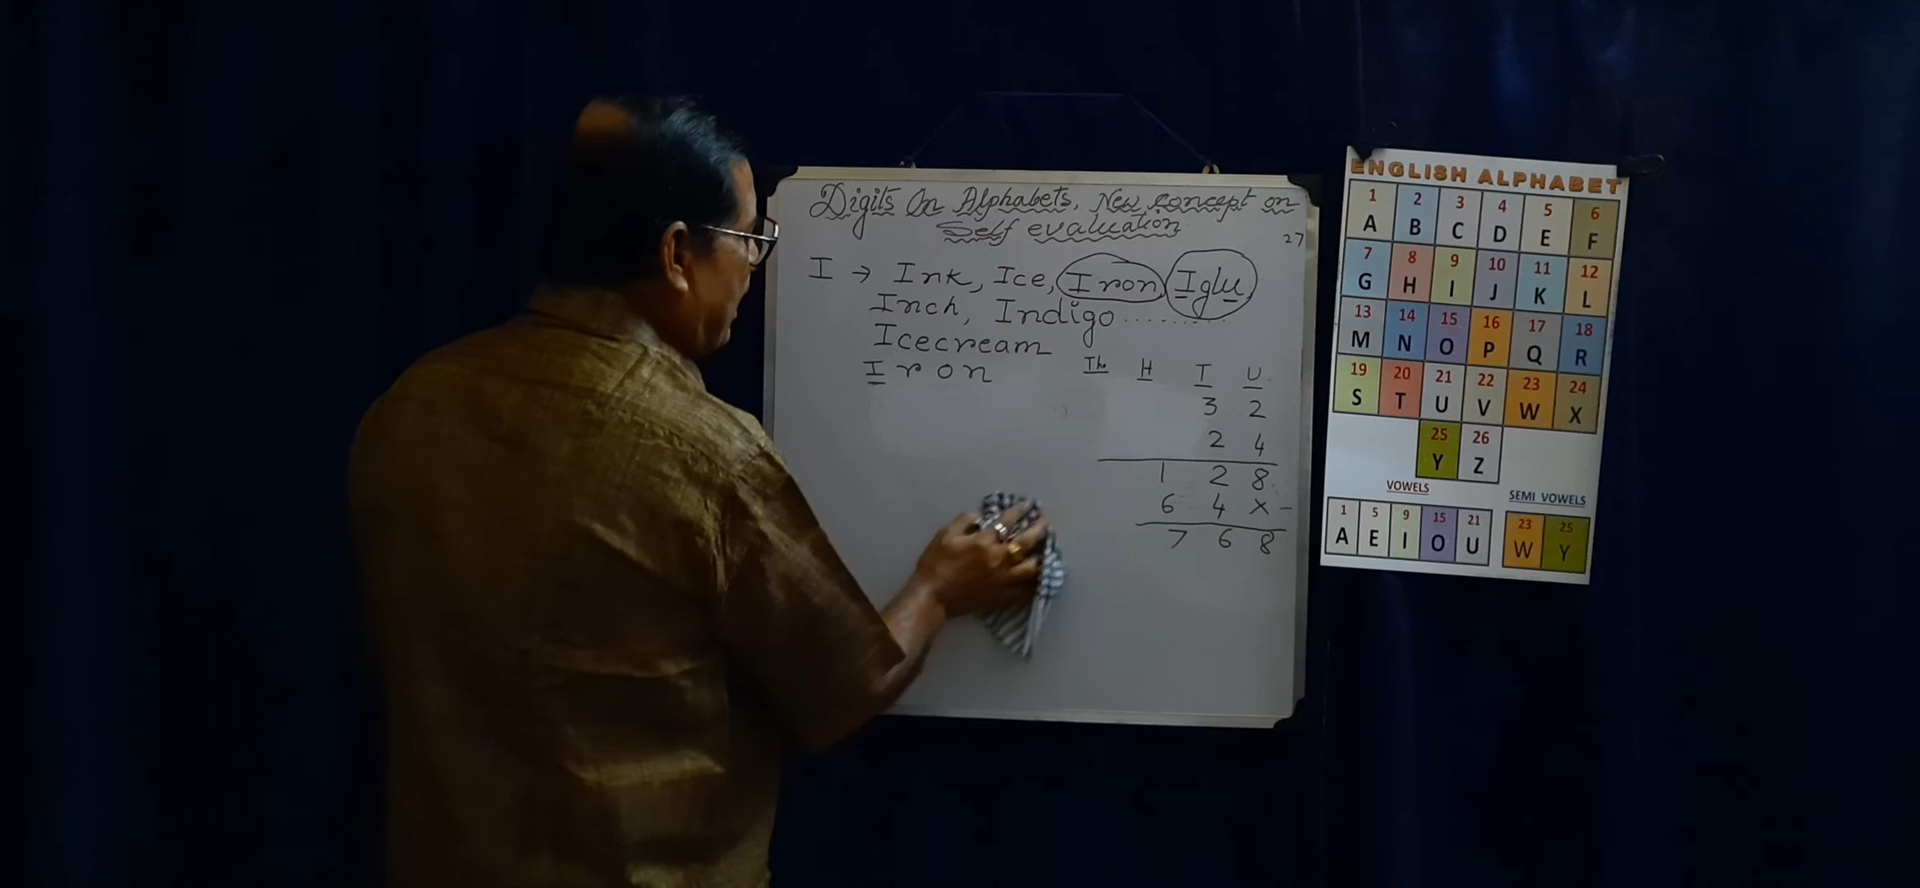 Digits On Alphabets, New concept on
Self evaluation
27
I → Ink, Ice, Iron, Iglu,
Inch, Indigo..........
Icecream
Iron
Th H T U
3 2
2 4
1 2 8
6 4 X -
7 6 8
ENGLISH ALPHABET
1 2 3 4 5 6
A B C D E F
7 8 9 10 11 12
G H I J K L
13 14 15 16 17 18
M N O P Q R
19 20 21 22 23 24
S T U V W X
25 26
Y Z
VOWELS
1 5 9 15 21
A E I O U
SEMI VOWELS
23 25
W Y